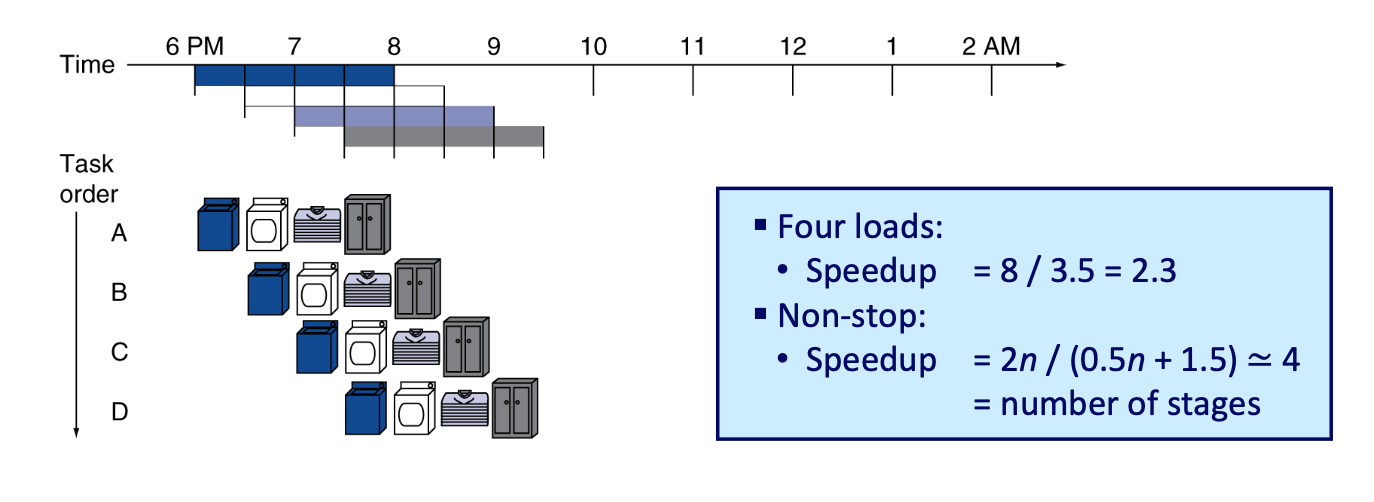 6 PM 7 8 9 10 11 12 1 2 AM
Time
Task
order
A
B
C
D
▪ Four loads:
• Speedup = 8 / 3.5 = 2.3
▪ Non-stop:
• Speedup = 2n / (0.5n + 1.5) ≃ 4
= number of stages